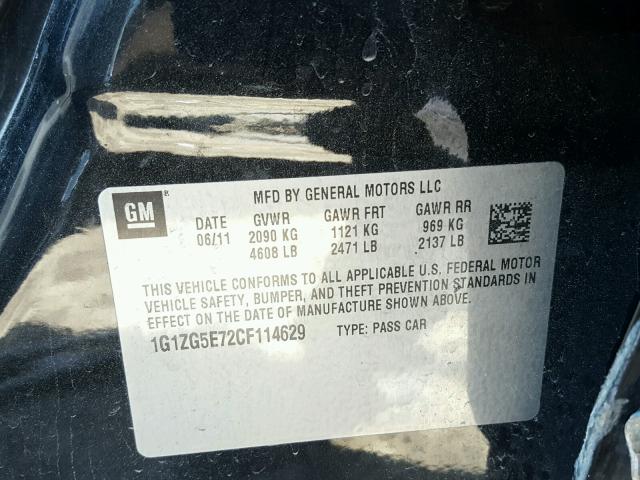 GM
MFD BY GENERAL MOTORS LLC
DATE GVWR GAWR FRT GAWR RR
06/11 2090 KG 1121 KG 969 KG
4608 LB 2471 LB 2137 LB
THIS VEHICLE CONFORMS TO ALL APPLICABLE U.S. FEDERAL MOTOR
VEHICLE SAFETY, BUMPER, AND THEFT PREVENTION STANDARDS IN
EFFECT ON THE DATE OF MANUFACTURE SHOWN ABOVE.
1G1ZG5E72CF114629 TYPE: PASS CAR